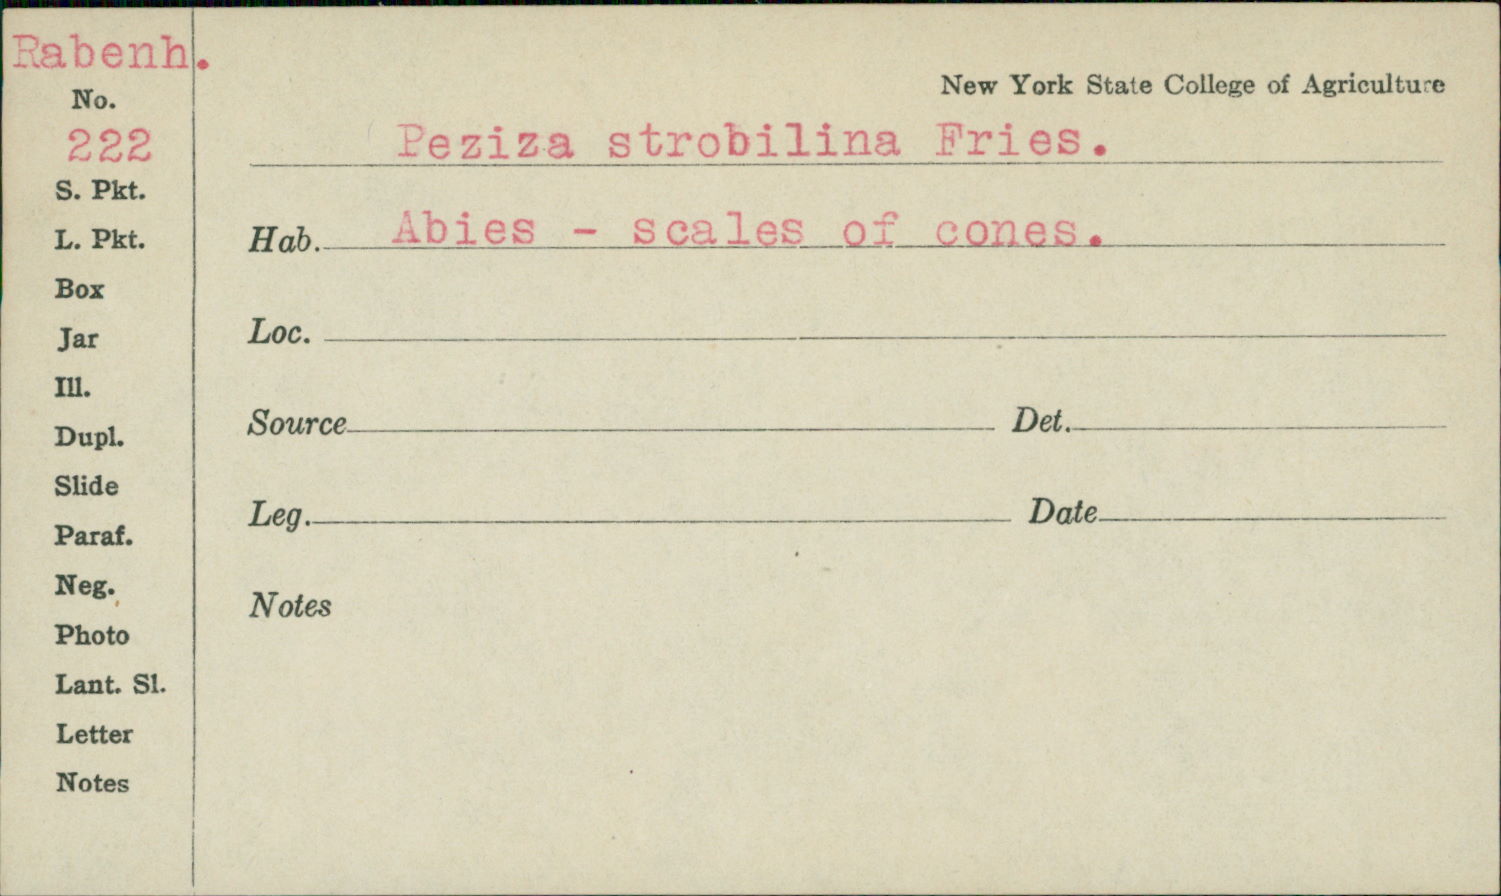 Rabenh.
No.
222
S. Pkt.
L. Pkt.
Box
Jar
Ill.
Dupl.
Slide
Paraf.
Neg.
Photo
Lant. Sl.
Letter
Notes
New York State College of Agriculture
Peziza strobilina Fries.
Hab. Abies - scales of cones.
Loc.
Source Det.
Leg. Date
Notes